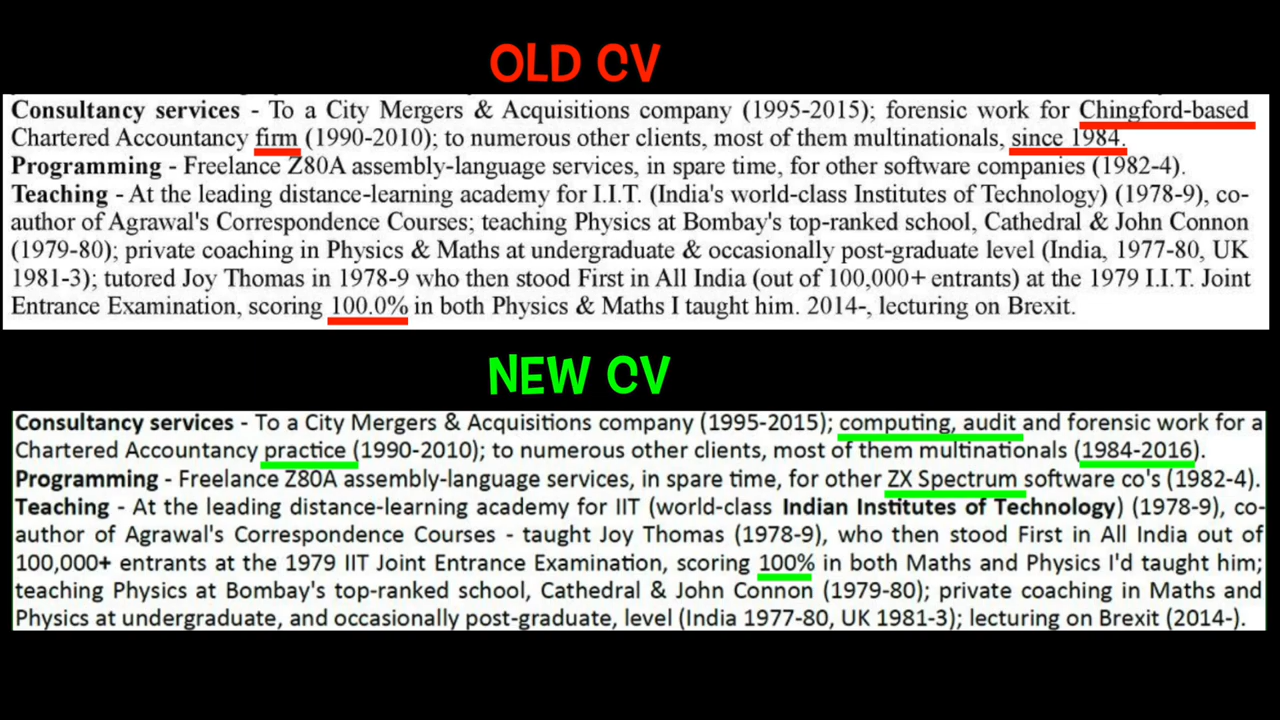 OLD CV
Consultancy services - To a City Mergers & Acquisitions company (1995-2015); forensic work for Chingford-based
Chartered Accountancy firm (1990-2010); to numerous other clients, most of them multinationals, since 1984.
Programming - Freelance Z80A assembly-language services, in spare time, for other software companies (1982-4).
Teaching - At the leading distance-learning academy for I.I.T. (India's world-class Institutes of Technology) (1978-9), co-
author of Agrawal's Correspondence Courses; teaching Physics at Bombay's top-ranked school, Cathedral & John Connon
(1979-80); private coaching in Physics & Maths at undergraduate & occasionally post-graduate level (India, 1977-80, UK
1981-3); tutored Joy Thomas in 1978-9 who then stood First in All India (out of 100,000+ entrants) at the 1979 I.I.T. Joint
Entrance Examination, scoring 100.0% in both Physics & Maths I taught him. 2014-, lecturing on Brexit.
NEW CV
Consultancy services - To a City Mergers & Acquisitions company (1995-2015); computing, audit and forensic work for a
Chartered Accountancy practice (1990-2010); to numerous other clients, most of them multinationals (1984-2016).
Programming - Freelance Z80A assembly-language services, in spare time, for other ZX Spectrum software co's (1982-4).
Teaching - At the leading distance-learning academy for IIT (world-class Indian Institutes of Technology) (1978-9), co-
author of Agrawal's Correspondence Courses - taught Joy Thomas (1978-9), who then stood First in All India out of
100,000+ entrants at the 1979 IIT Joint Entrance Examination, scoring 100% in both Maths and Physics I'd taught him;
teaching Physics at Bombay's top-ranked school, Cathedral & John Connon (1979-80); private coaching in Maths and
Physics at undergraduate, and occasionally post-graduate, level (India 1977-80, UK 1981-3); lecturing on Brexit (2014-).